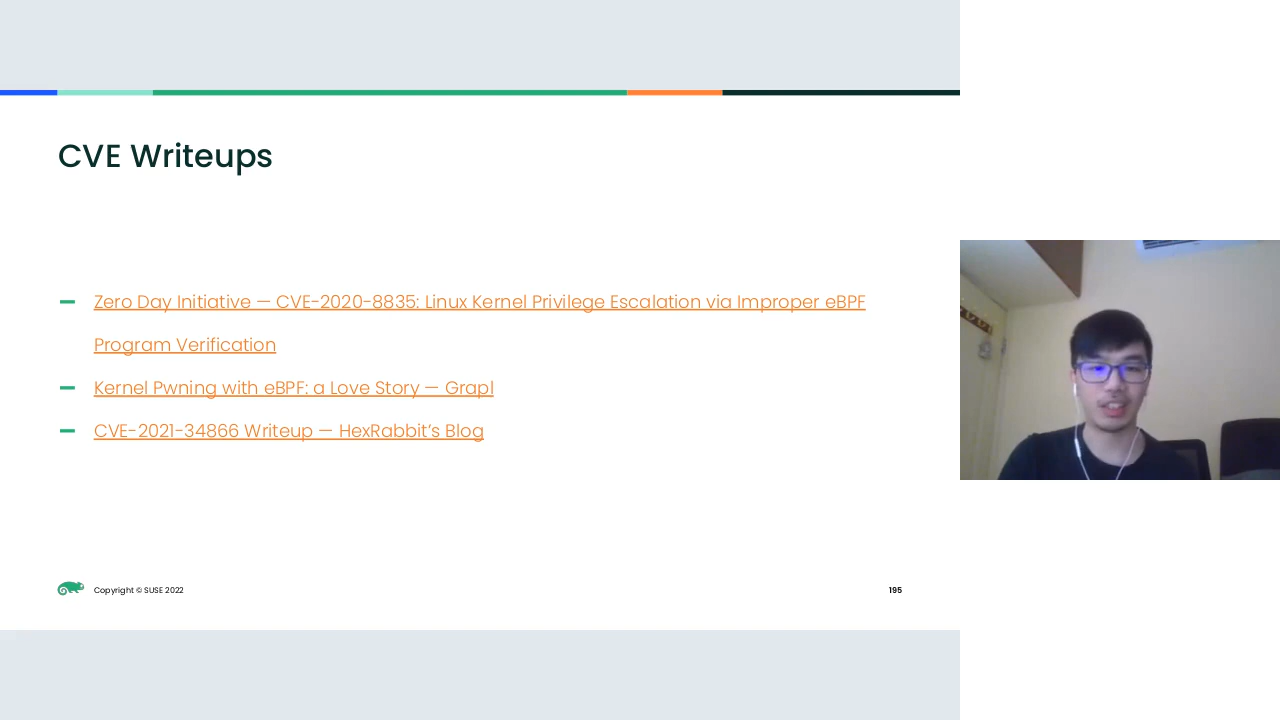 CVE Writeups
Zero Day Initiative — CVE-2020-8835: Linux Kernel Privilege Escalation via Improper eBPF
Program Verification
Kernel Pwning with eBPF: a Love Story — Grapl
CVE-2021-34866 Writeup — HexRabbit’s Blog
Copyright © SUSE 2022
195